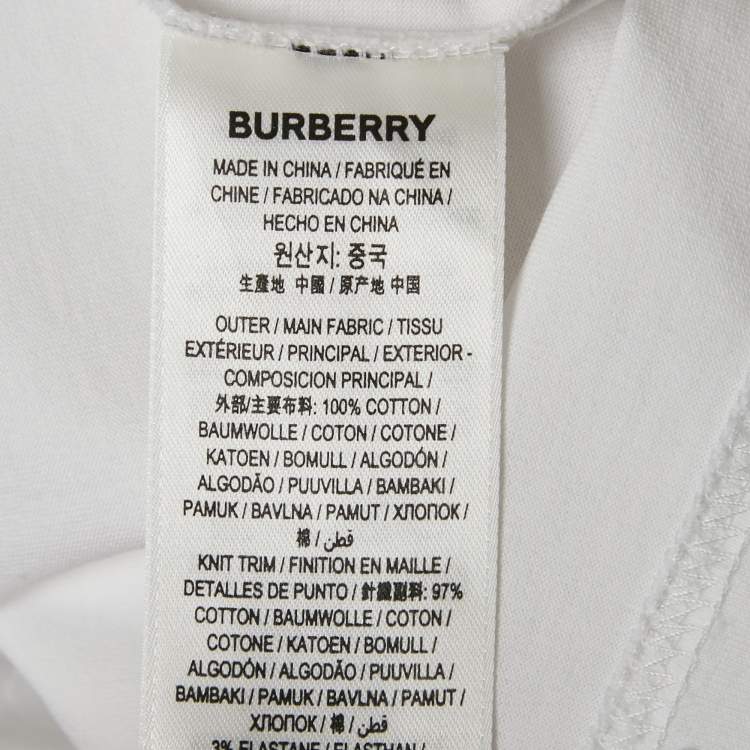 BURBERRY
MADE IN CHINA / FABRIQUÉ EN
CHINE / FABRICADO NA CHINA /
HECHO EN CHINA
원산지: 중국
生產地 中國 / 原产地 中国
OUTER / MAIN FABRIC / TISSU
EXTÉRIEUR / PRINCIPAL / EXTERIOR -
COMPOSICION PRINCIPAL /
外部/主要布料: 100% COTTON /
BAUMWOLLE / COTON / COTONE /
KATOEN / BOMULL / ALGODÓN /
ALGODÃO / PUUVILLA / BAMBAKI /
PAMUK / BAVLNA / PAMUT / ХЛОПОК /
棉 / قطن
KNIT TRIM / FINITION EN MAILLE /
DETALLES DE PUNTO / 針織副料: 97%
COTTON / BAUMWOLLE / COTON /
COTONE / KATOEN / BOMULL /
ALGODÓN / ALGODÃO / PUUVILLA /
BAMBAKI / PAMUK / BAVLNA / PAMUT /
ХЛОПОК / 棉 / قطن
3% ELASTANE / ELASTHAN /